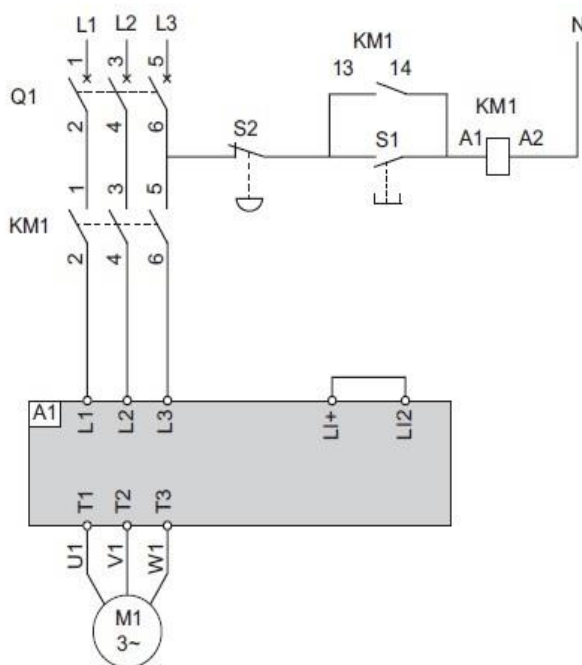 L1 L2 L3 N
KM1
1 3 5
13 14
Q1
KM1
2 4 6
S2
S1
A1 A2
1 3 5
KM1
2 4 6
A1
L1 L2 L3 LI+ LI2
T1 T2 T3
U1 V1 W1
M1
3~